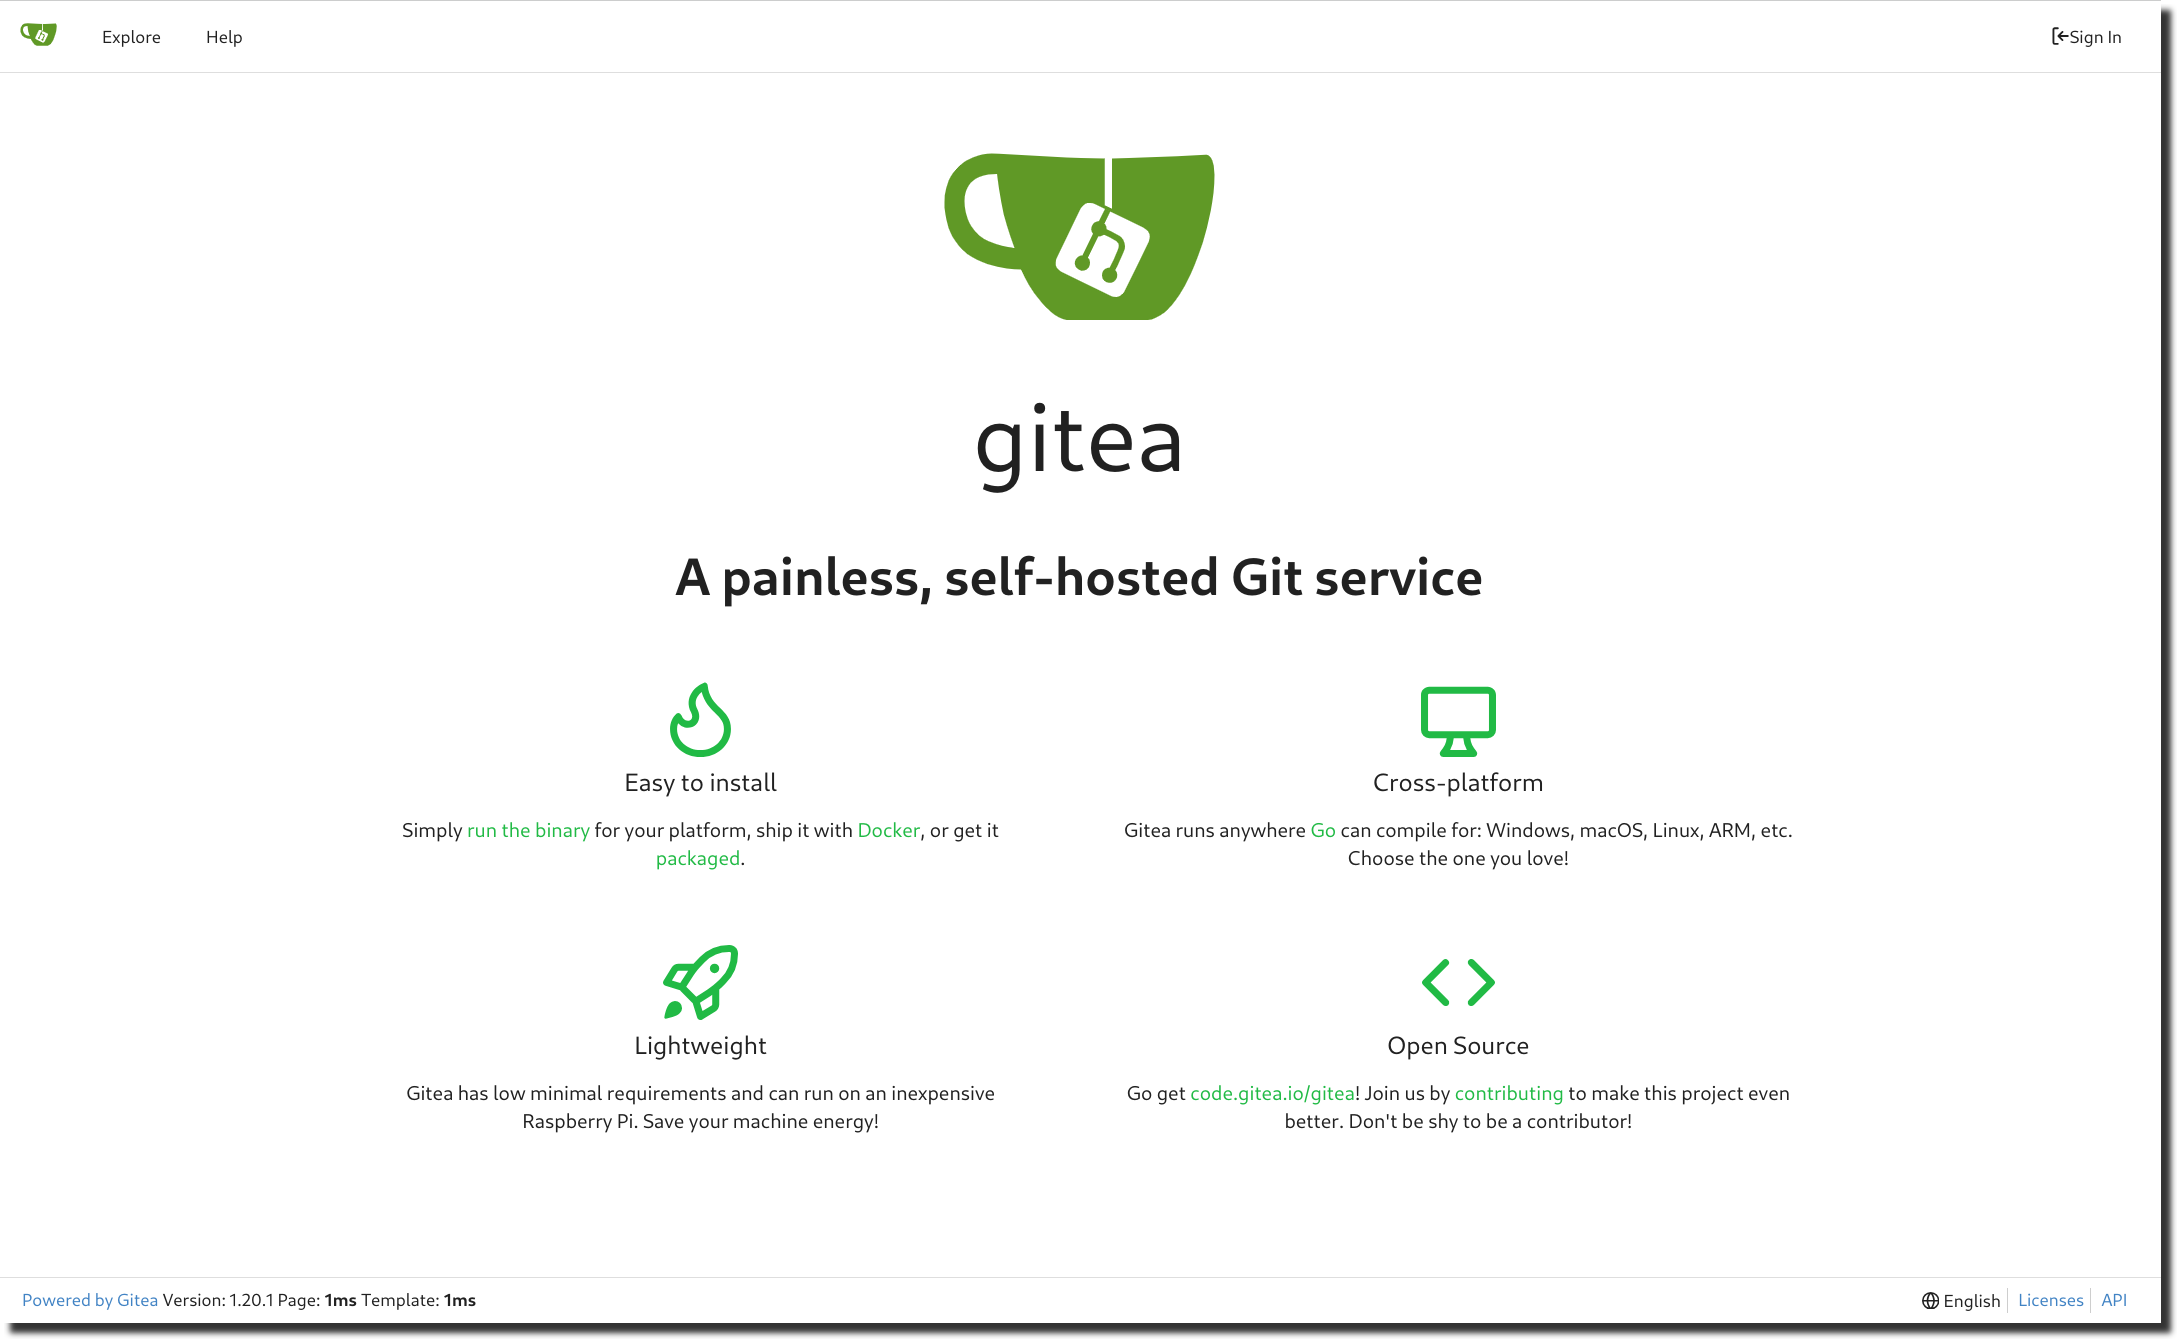 Explore Help Sign In
gitea
A painless, self-hosted Git service
Easy to install
Simply run the binary for your platform, ship it with Docker, or get it
packaged.
Cross-platform
Gitea runs anywhere Go can compile for: Windows, macOS, Linux, ARM, etc.
Choose the one you love!
Lightweight
Gitea has low minimal requirements and can run on an inexpensive
Raspberry Pi. Save your machine energy!
Open Source
Go get code.gitea.io/gitea! Join us by contributing to make this project even
better. Don't be shy to be a contributor!
Powered by Gitea Version: 1.20.1 Page: 1ms Template: 1ms English Licenses API